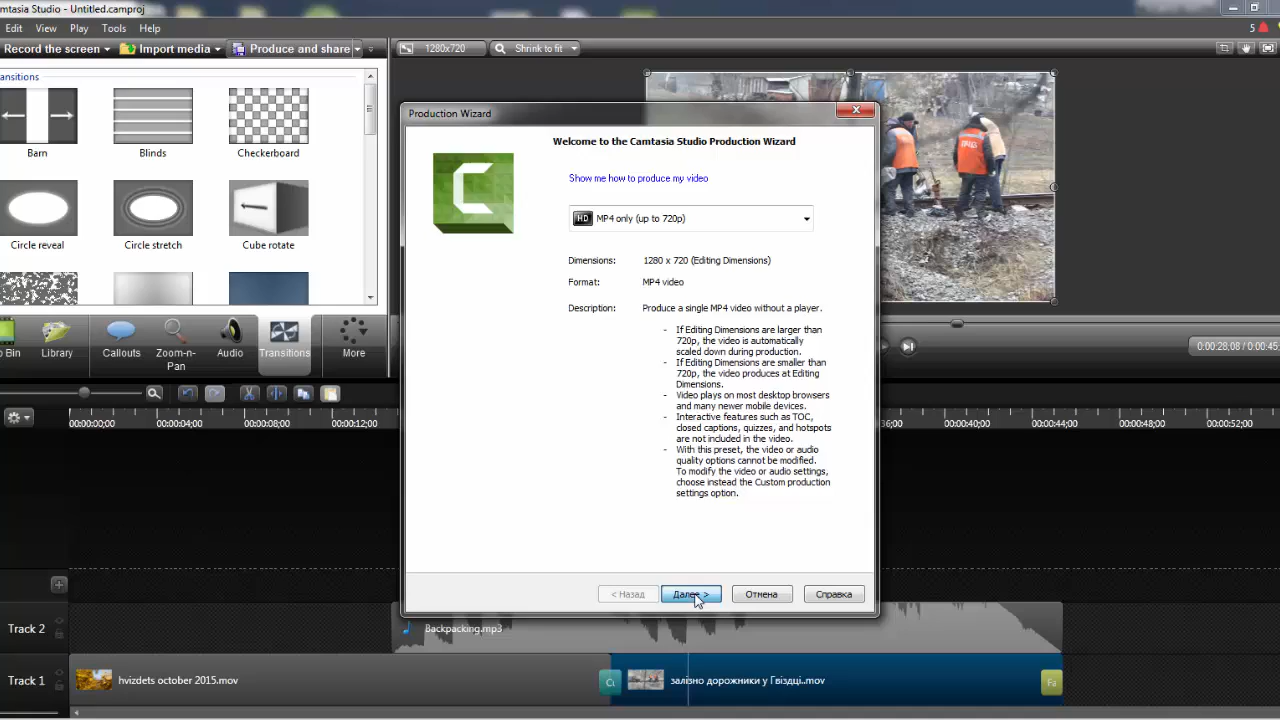 mtasia Studio - Untitled.camproj
Edit View Play Tools Help
5
Record the screen Import media Produce and share
1280x720 Shrink to fit
ansitions
Barn Blinds Checkerboard
Circle reveal Circle stretch Cube rotate
Production Wizard
Welcome to the Camtasia Studio Production Wizard
Show me how to produce my video
HD MP4 only (up to 720p)
Dimensions: 1280 x 720 (Editing Dimensions)
Format: MP4 video
Description: Produce a single MP4 video without a player.
- If Editing Dimensions are larger than
720p, the video is automatically
scaled down during production.
- If Editing Dimensions are smaller than
720p, the video produces at Editing
Dimensions.
- Video plays on most desktop browsers
and many newer mobile devices.
- Interactive features such as TOC,
closed captions, quizzes, and hotspots
are not included in the video.
- With this preset, the video or audio
quality options cannot be modified.
To modify the video or audio settings,
choose instead the Custom production
settings option.
< Назад Далее > Отмена Справка
o Bin Library Callouts Zoom-n-
Pan Audio Transitions More
0:00:28;08 / 0:00:45
00:00:00;00 00:00:04;00 00:00:08;00 00:00:12;00 36;00 00:00:40;00 00:00:44;00 00:00:48;00 00:00:52;00
Track 2 Backpacking.mp3
Track 1 hvizdets october 2015.mov Cu залізно дорожники у Гвіздці..mov Fa